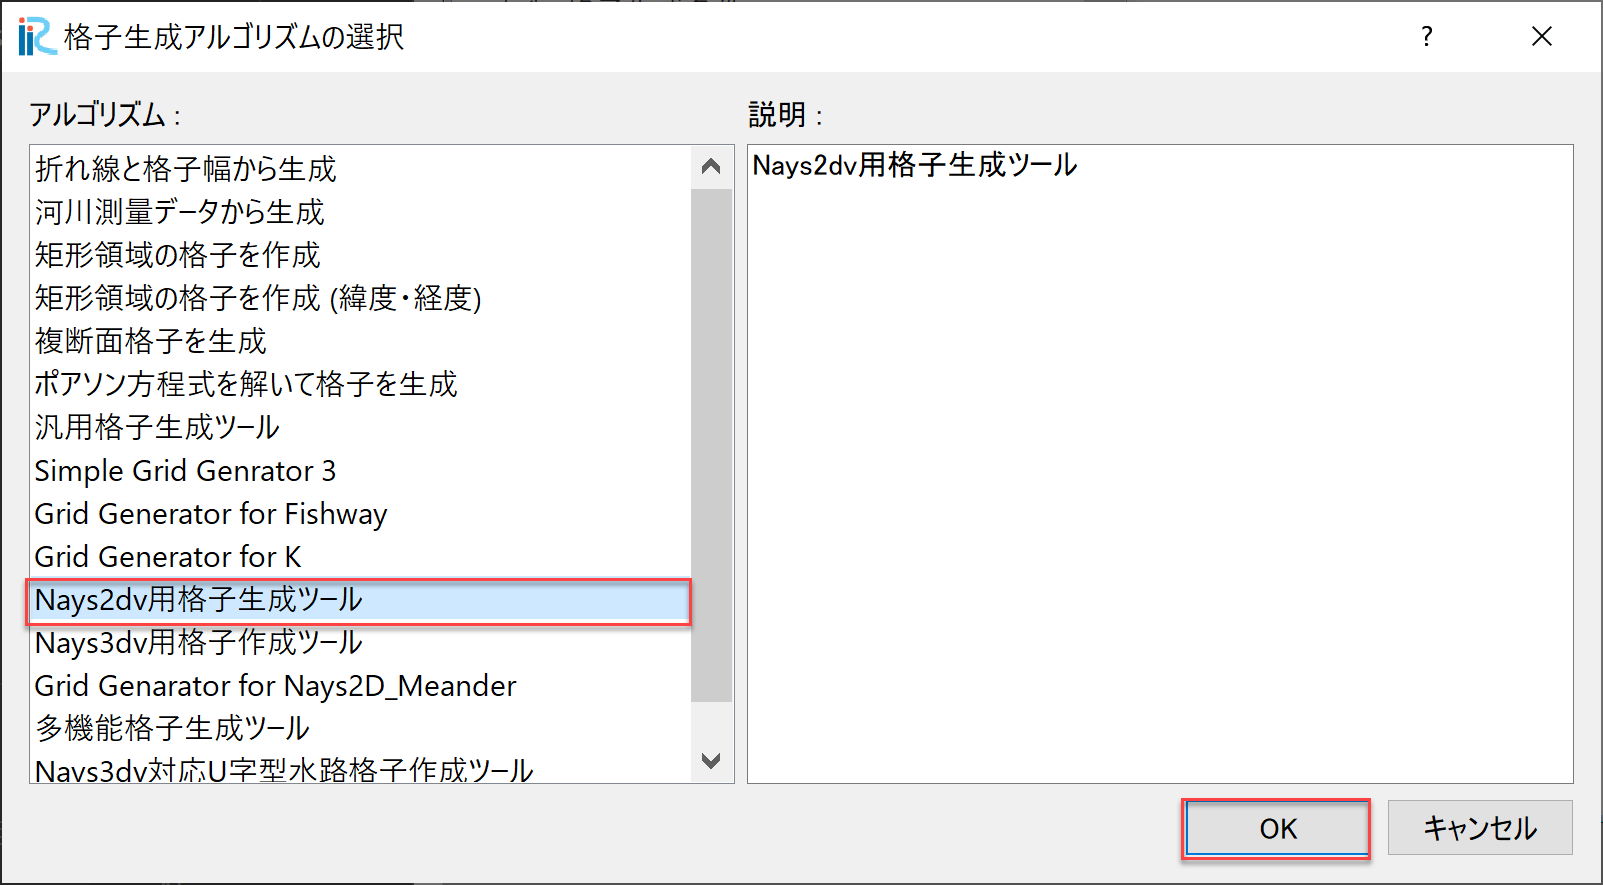 格子生成アルゴリズムの選択
?
アルゴリズム :
折れ線と格子幅から生成
河川測量データから生成
矩形領域の格子を作成
矩形領域の格子を作成 (緯度・経度)
複断面格子を生成
ポアソン方程式を解いて格子を生成
汎用格子生成ツール
Simple Grid Genrator 3
Grid Generator for Fishway
Grid Generator for K
Nays2dv用格子生成ツール
Nays3dv用格子作成ツール
Grid Genarator for Nays2D_Meander
多機能格子生成ツール
Nays3dv対応U字型水路格子作成ツール
説明 :
Nays2dv用格子生成ツール
OK
キャンセル